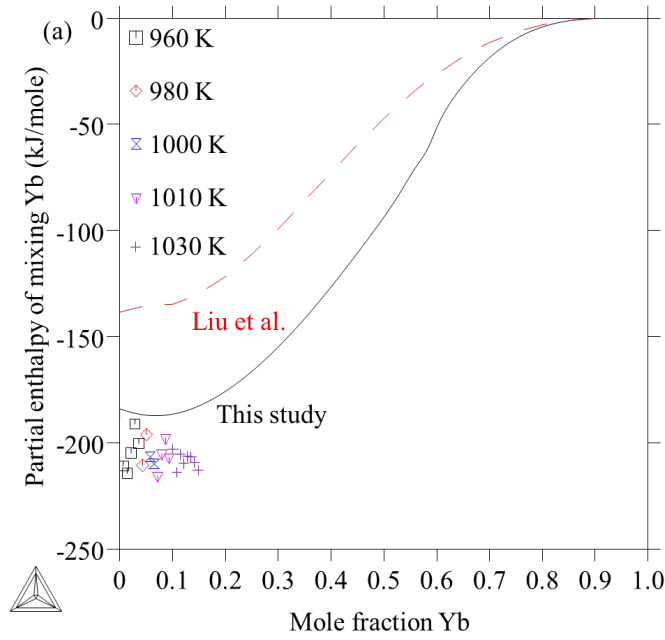 (a)
960 K
980 K
1000 K
1010 K
1030 K
Liu et al.
This study
Partial enthalpy of mixing Yb (kJ/mole)
0
-50
-100
-150
-200
-250
0 0.1 0.2 0.3 0.4 0.5 0.6 0.7 0.8 0.9 1.0
Mole fraction Yb